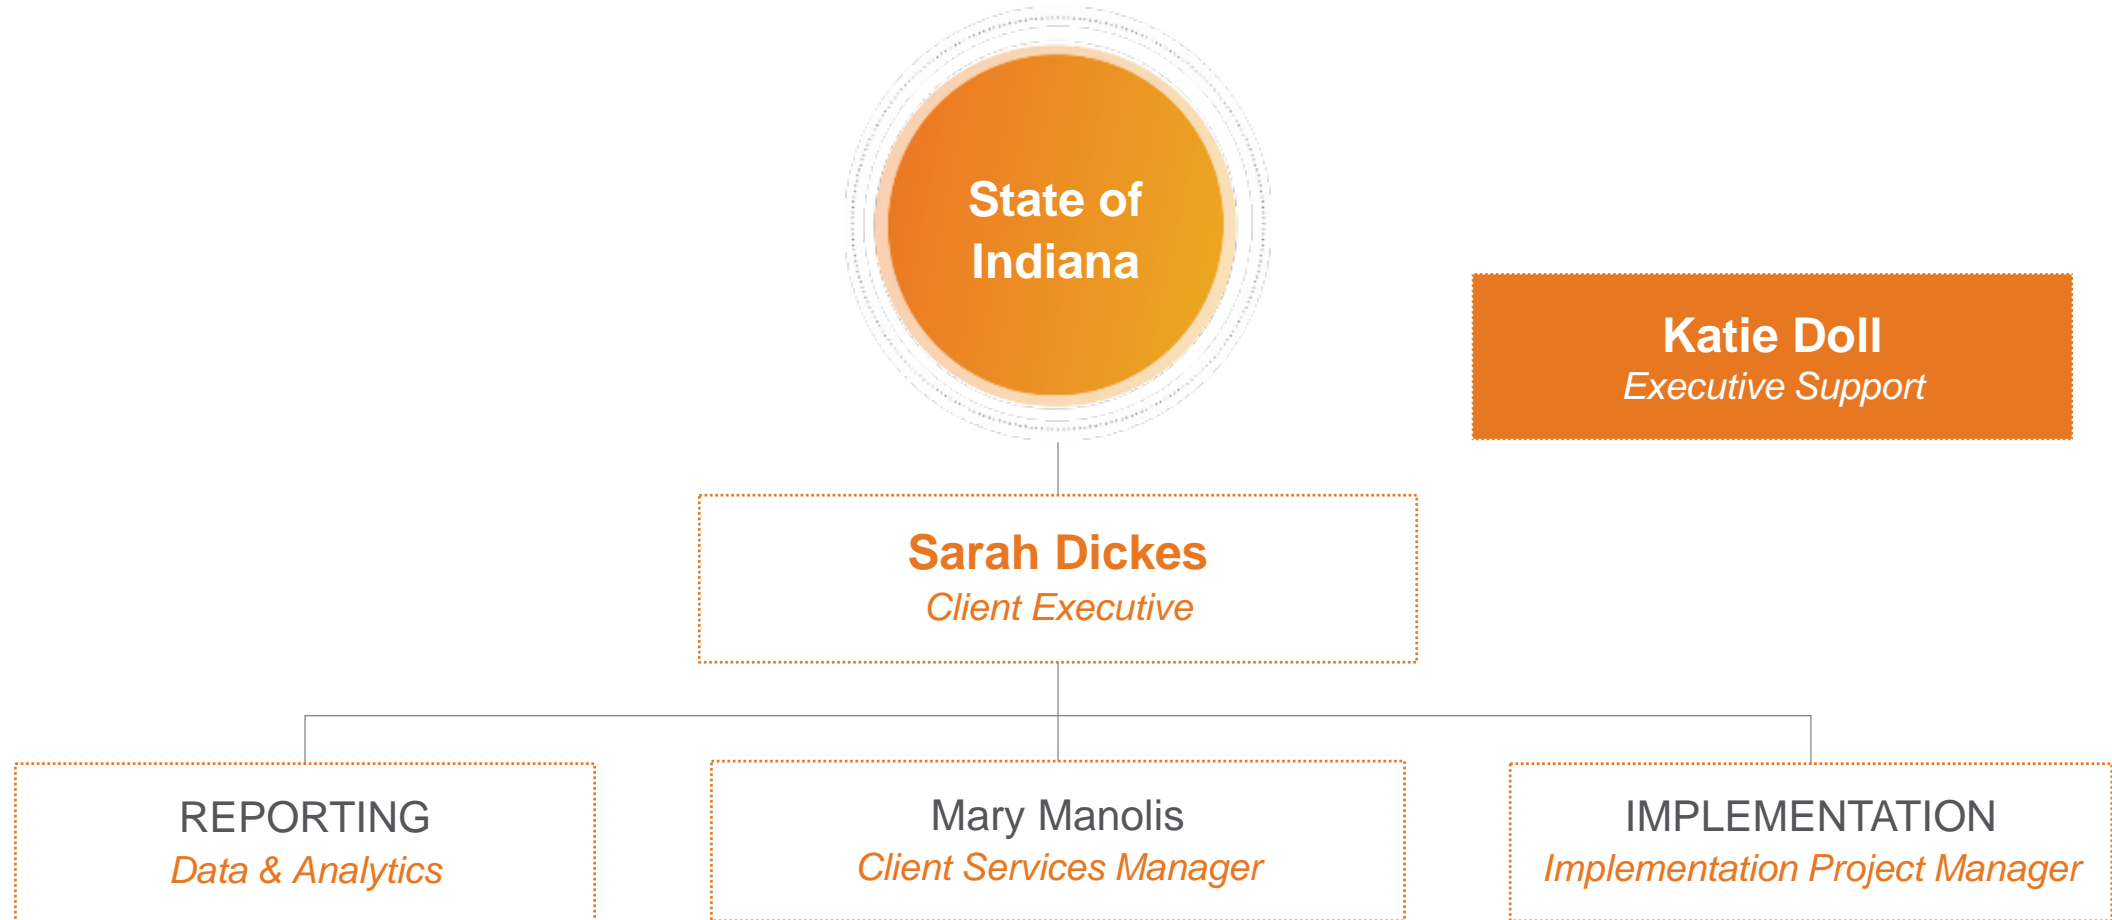 State of
Indiana
Katie Doll
Executive Support
Sarah Dickes
Client Executive
REPORTING
Data & Analytics
Mary Manolis
Client Services Manager
IMPLEMENTATION
Implementation Project Manager